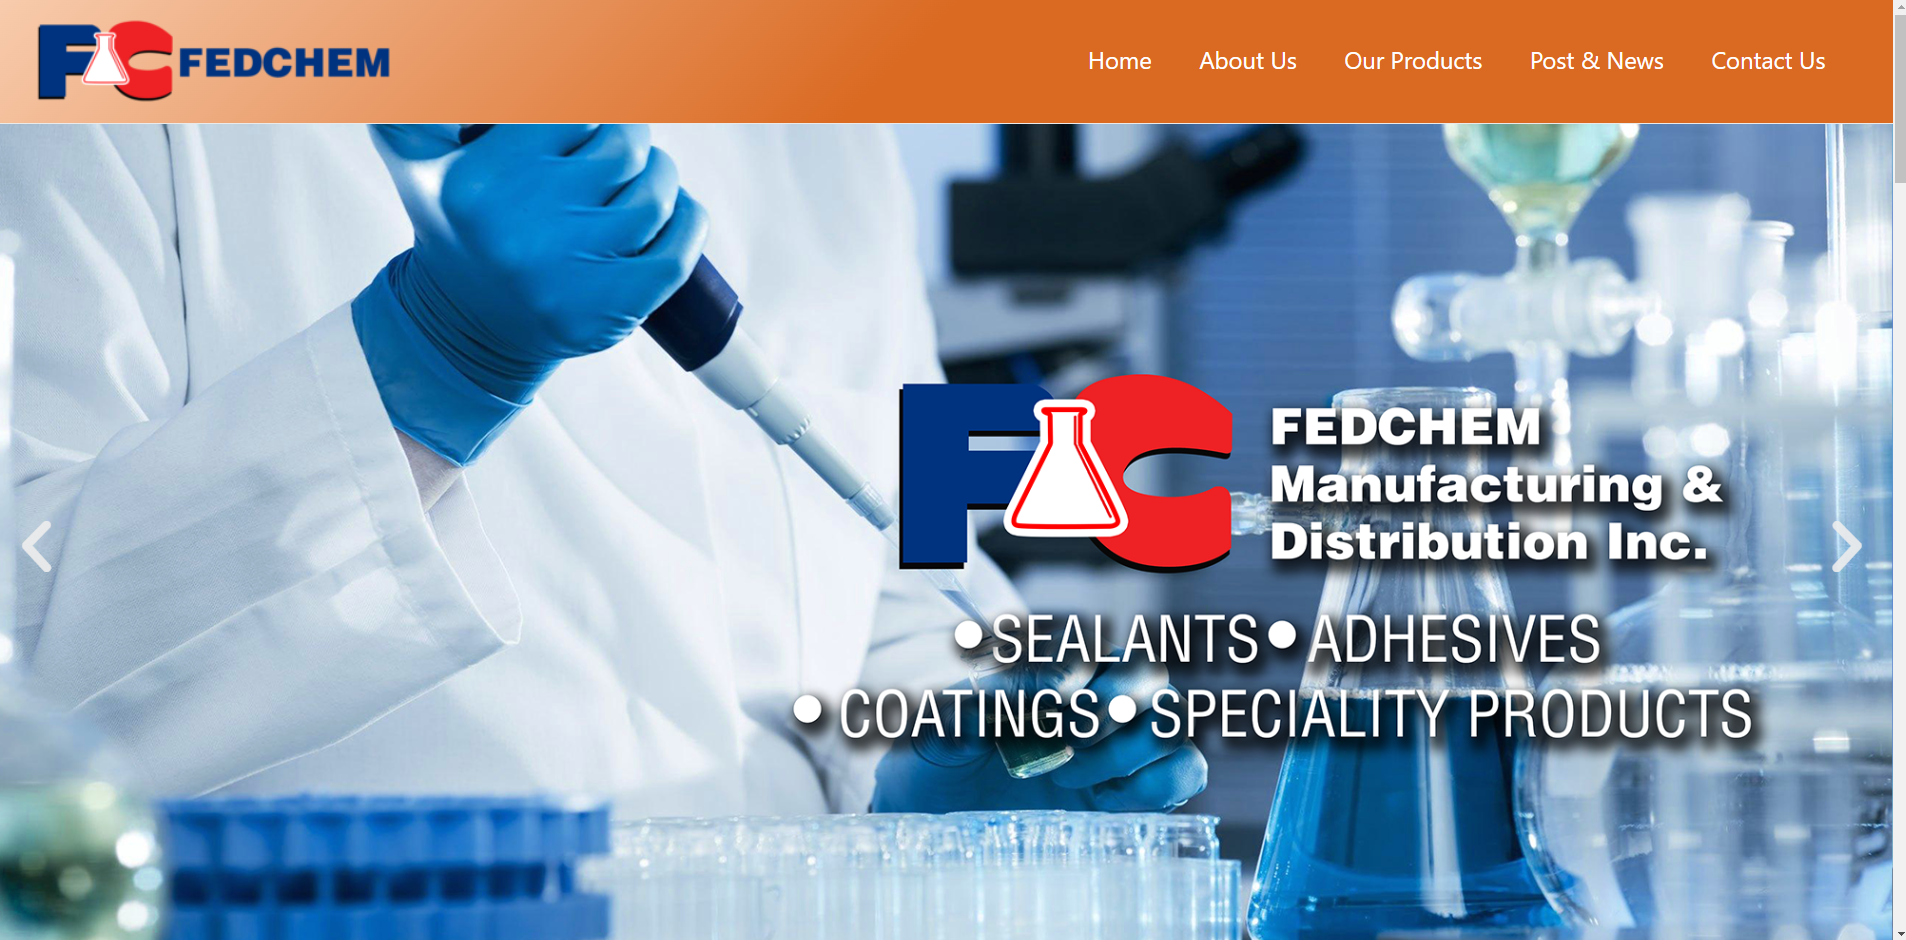 FC FEDCHEM
Home
About Us
Our Products
Post & News
Contact Us
FC
FEDCHEM
Manufacturing &
Distribution Inc.
•SEALANTS• ADHESIVES
• COATINGS• SPECIALITY PRODUCTS